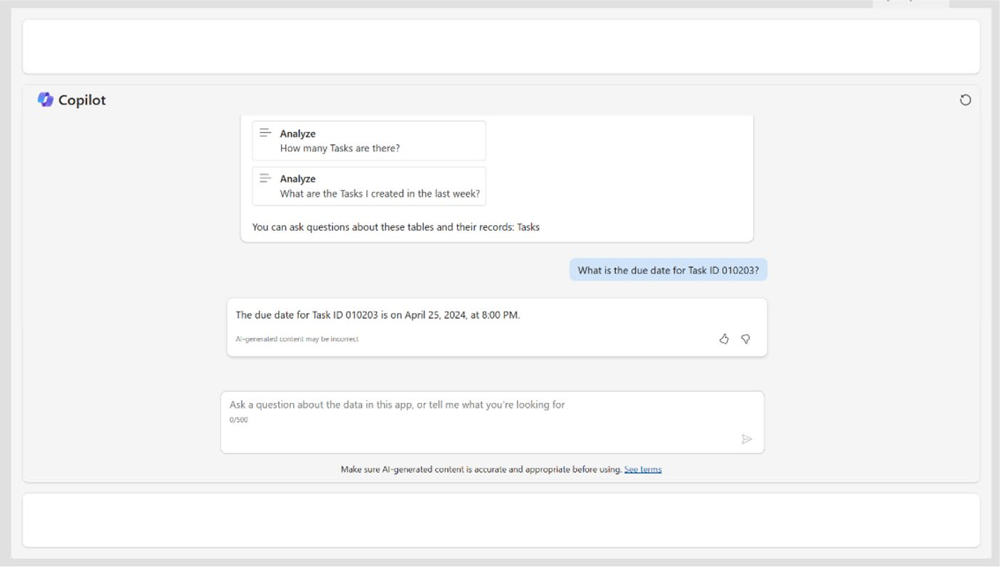 Copilot
Analyze
How many Tasks are there?
Analyze
What are the Tasks I created in the last week?
You can ask questions about these tables and their records: Tasks
What is the due date for Task ID 010203?
The due date for Task ID 010203 is on April 25, 2024, at 8:00 PM.
AI-generated content may be incorrect
Ask a question about the data in this app, or tell me what you're looking for
0/500
Make sure AI-generated content is accurate and appropriate before using. See terms